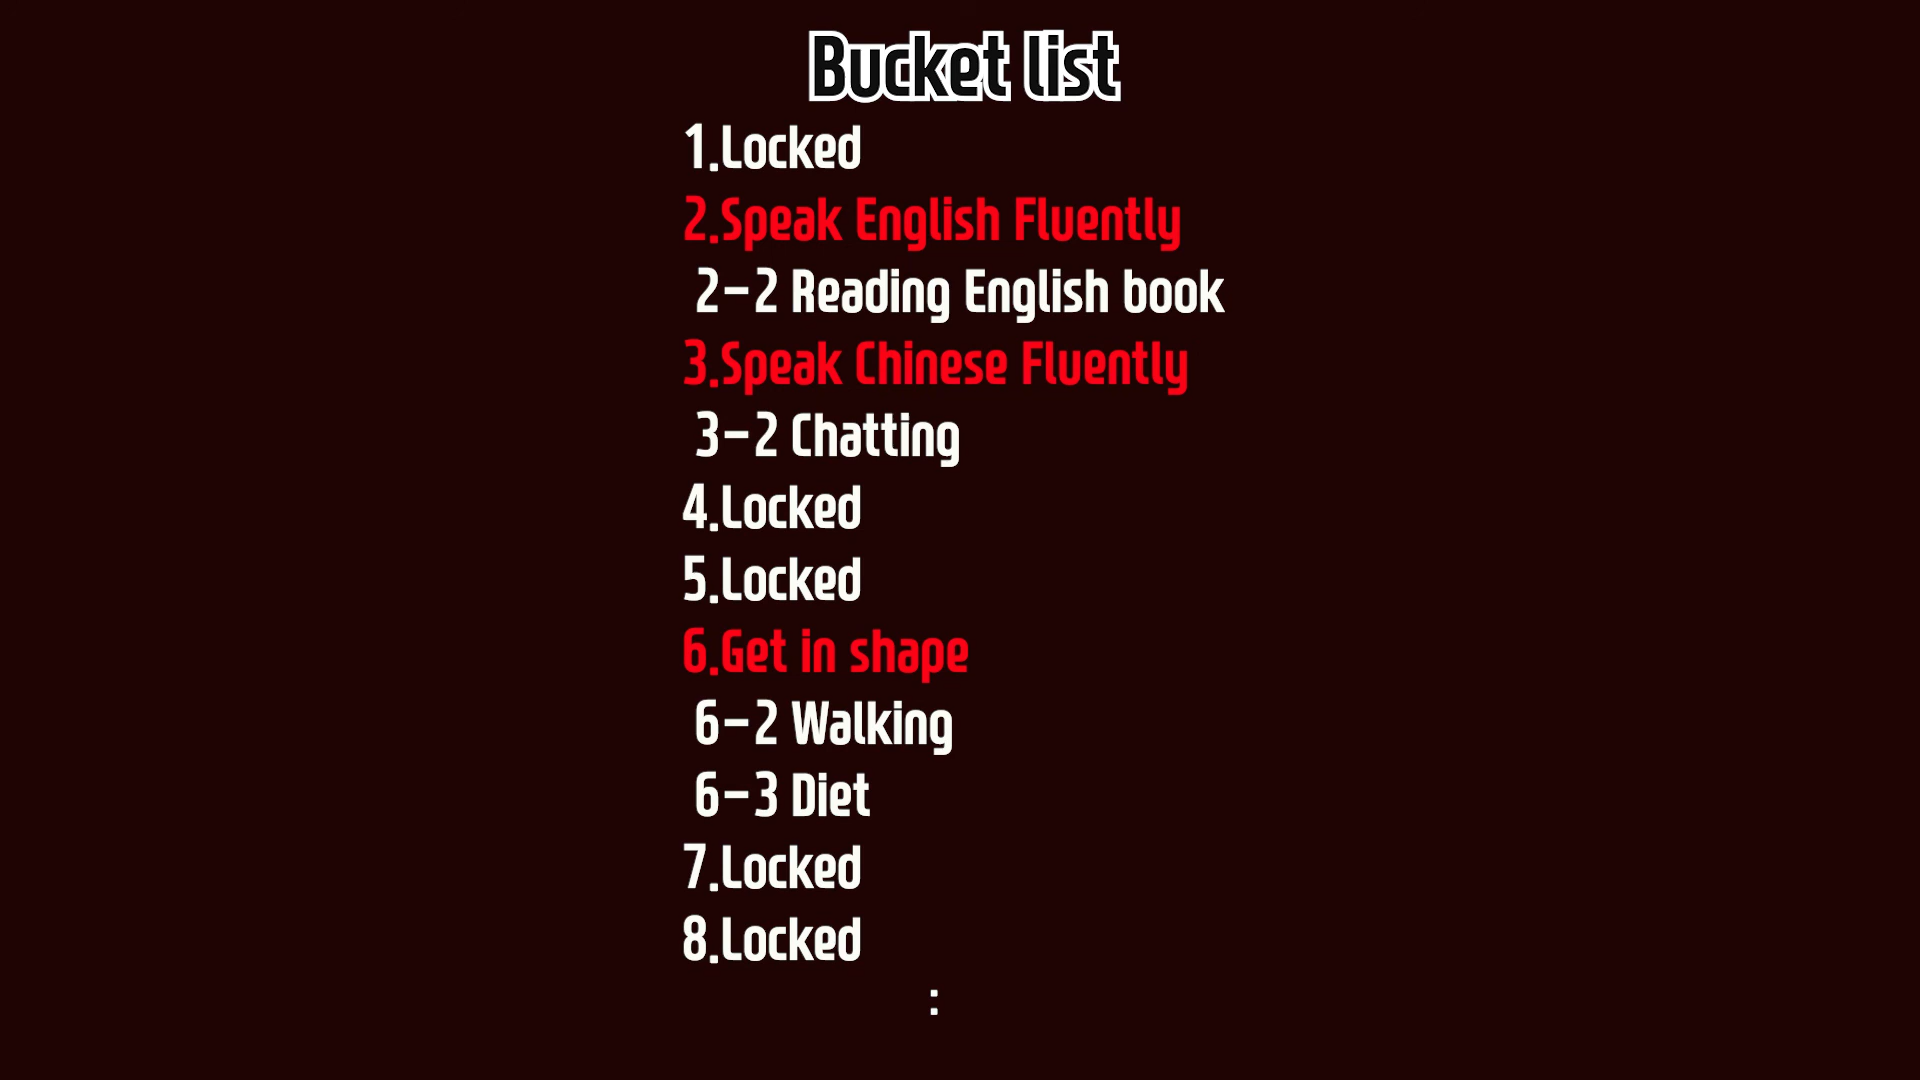 Bucket list
1.Locked
2.Speak English Fluently
2-2 Reading English book
3.Speak Chinese Fluently
3-2 Chatting
4.Locked
5.Locked
6.Get in shape
6-2 Walking
6-3 Diet
7.Locked
8.Locked
: